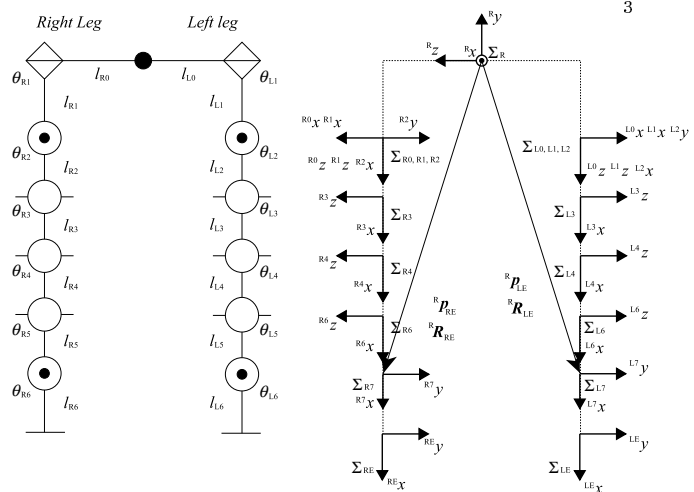 3
Right Leg Left leg
θR1 lR0 lL0 θL1
lR1 lL1
θR2 θL2
lR2 lL2
θR3 θL3
lR3 lL3
θR4 θL4
lR4 lL4
θR5 θL5
lR5 lL5
θR6 θL6
lR6 lL6
Ry
Rz Rx ΣR
R0x R1x R2y
R0z R1z R2x ΣR0, R1, R2
R3z ΣR3
R3x
R4z ΣR4
R4x
R6z ΣR6
R6x
ΣR7 R7x R7y
ΣRE REx REy
RpRE
RRRE
RpLE
RRLE
ΣL0, L1, L2 L0x L1x L2y
L0z L1z L2x
ΣL3 L3z
L3x
ΣL4 L4z
L4x
ΣL6 L6z
L6x
ΣL7 L7y
L7x
ΣLE LEy
LEx